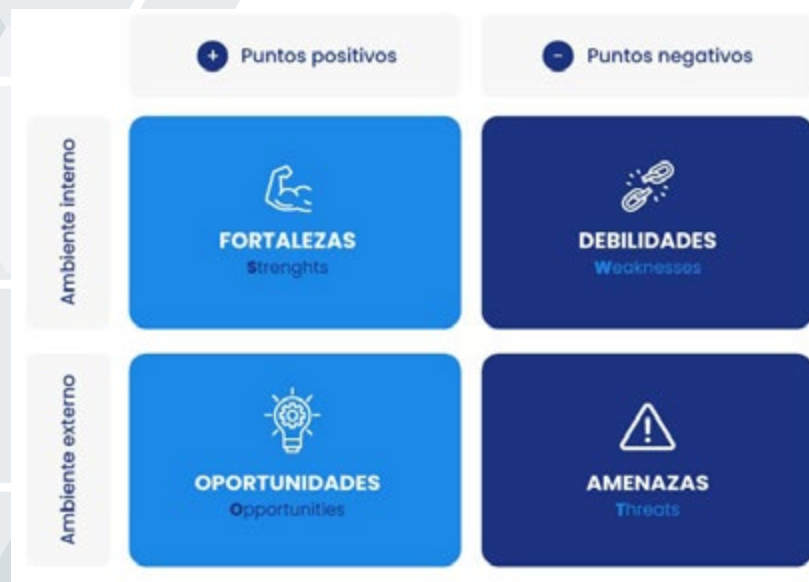 + Puntos positivos
- Puntos negativos
Ambiente interno
FORTALEZAS
Strenghts
DEBILIDADES
Weaknesses
Ambiente externo
OPORTUNIDADES
Opportunities
AMENAZAS
Threats